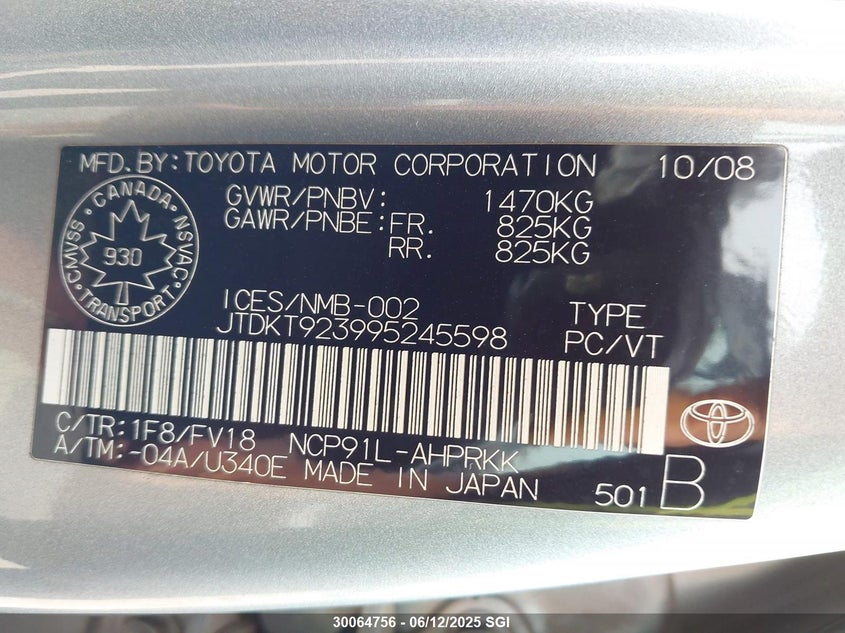 MFD.BY:TOYOTA MOTOR CORPORATION 10/08
GVWR/PNBV: 1470KG
GAWR/PNBE:FR. 825KG
RR. 825KG
CANADA
CMVSS NSVAC
930
TRANSPORT
ICES/NMB-002 TYPE
JTDKT923995245598 PC/VT
C/TR:1F8/FV18 NCP91L-AHPRKK
A/TM:-04A/U340E MADE IN JAPAN
501 B
30064756 - 06/12/2025 SGI